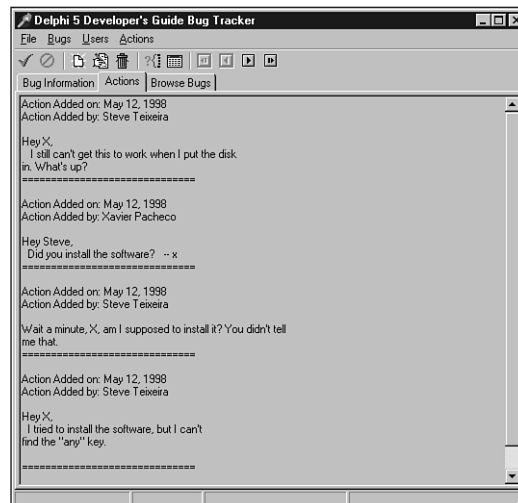 Delphi 5 Developer's Guide Bug Tracker
File Bugs Users Actions
Bug Information Actions Browse Bugs
Action Added on: May 12, 1998
Action Added by: Steve Teixeira
Hey X,
I still can't get this to work when I put the disk
in. What's up?
==============================
Action Added on: May 12, 1998
Action Added by: Xavier Pacheco
Hey Steve,
Did you install the software? -- x
==============================
Action Added on: May 12, 1998
Action Added by: Steve Teixeira
Wait a minute, X, am I supposed to install it? You didn't tell
me that.
==============================
Action Added on: May 12, 1998
Action Added by: Steve Teixeira
Hey X,
I tried to install the software, but I can't
find the "any" key.
==============================